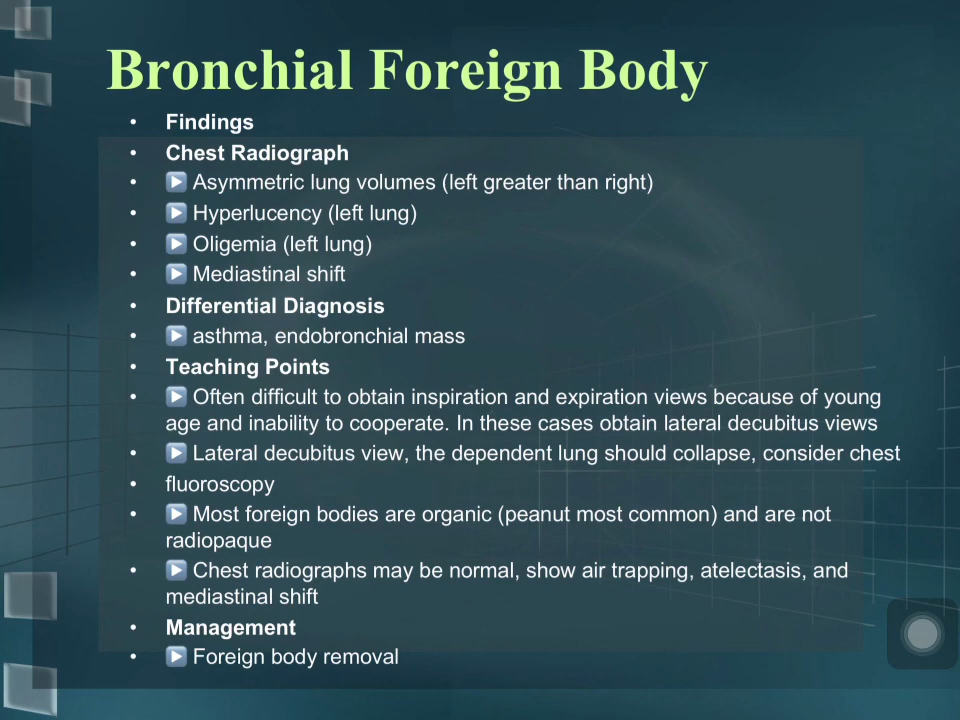 Bronchial Foreign Body
• Findings
• Chest Radiograph
• ▶ Asymmetric lung volumes (left greater than right)
• ▶ Hyperlucency (left lung)
• ▶ Oligemia (left lung)
• ▶ Mediastinal shift
• Differential Diagnosis
• ▶ asthma, endobronchial mass
• Teaching Points
• ▶ Often difficult to obtain inspiration and expiration views because of young
age and inability to cooperate. In these cases obtain lateral decubitus views
• ▶ Lateral decubitus view, the dependent lung should collapse, consider chest
• fluoroscopy
• ▶ Most foreign bodies are organic (peanut most common) and are not
radiopaque
• ▶ Chest radiographs may be normal, show air trapping, atelectasis, and
mediastinal shift
• Management
• ▶ Foreign body removal